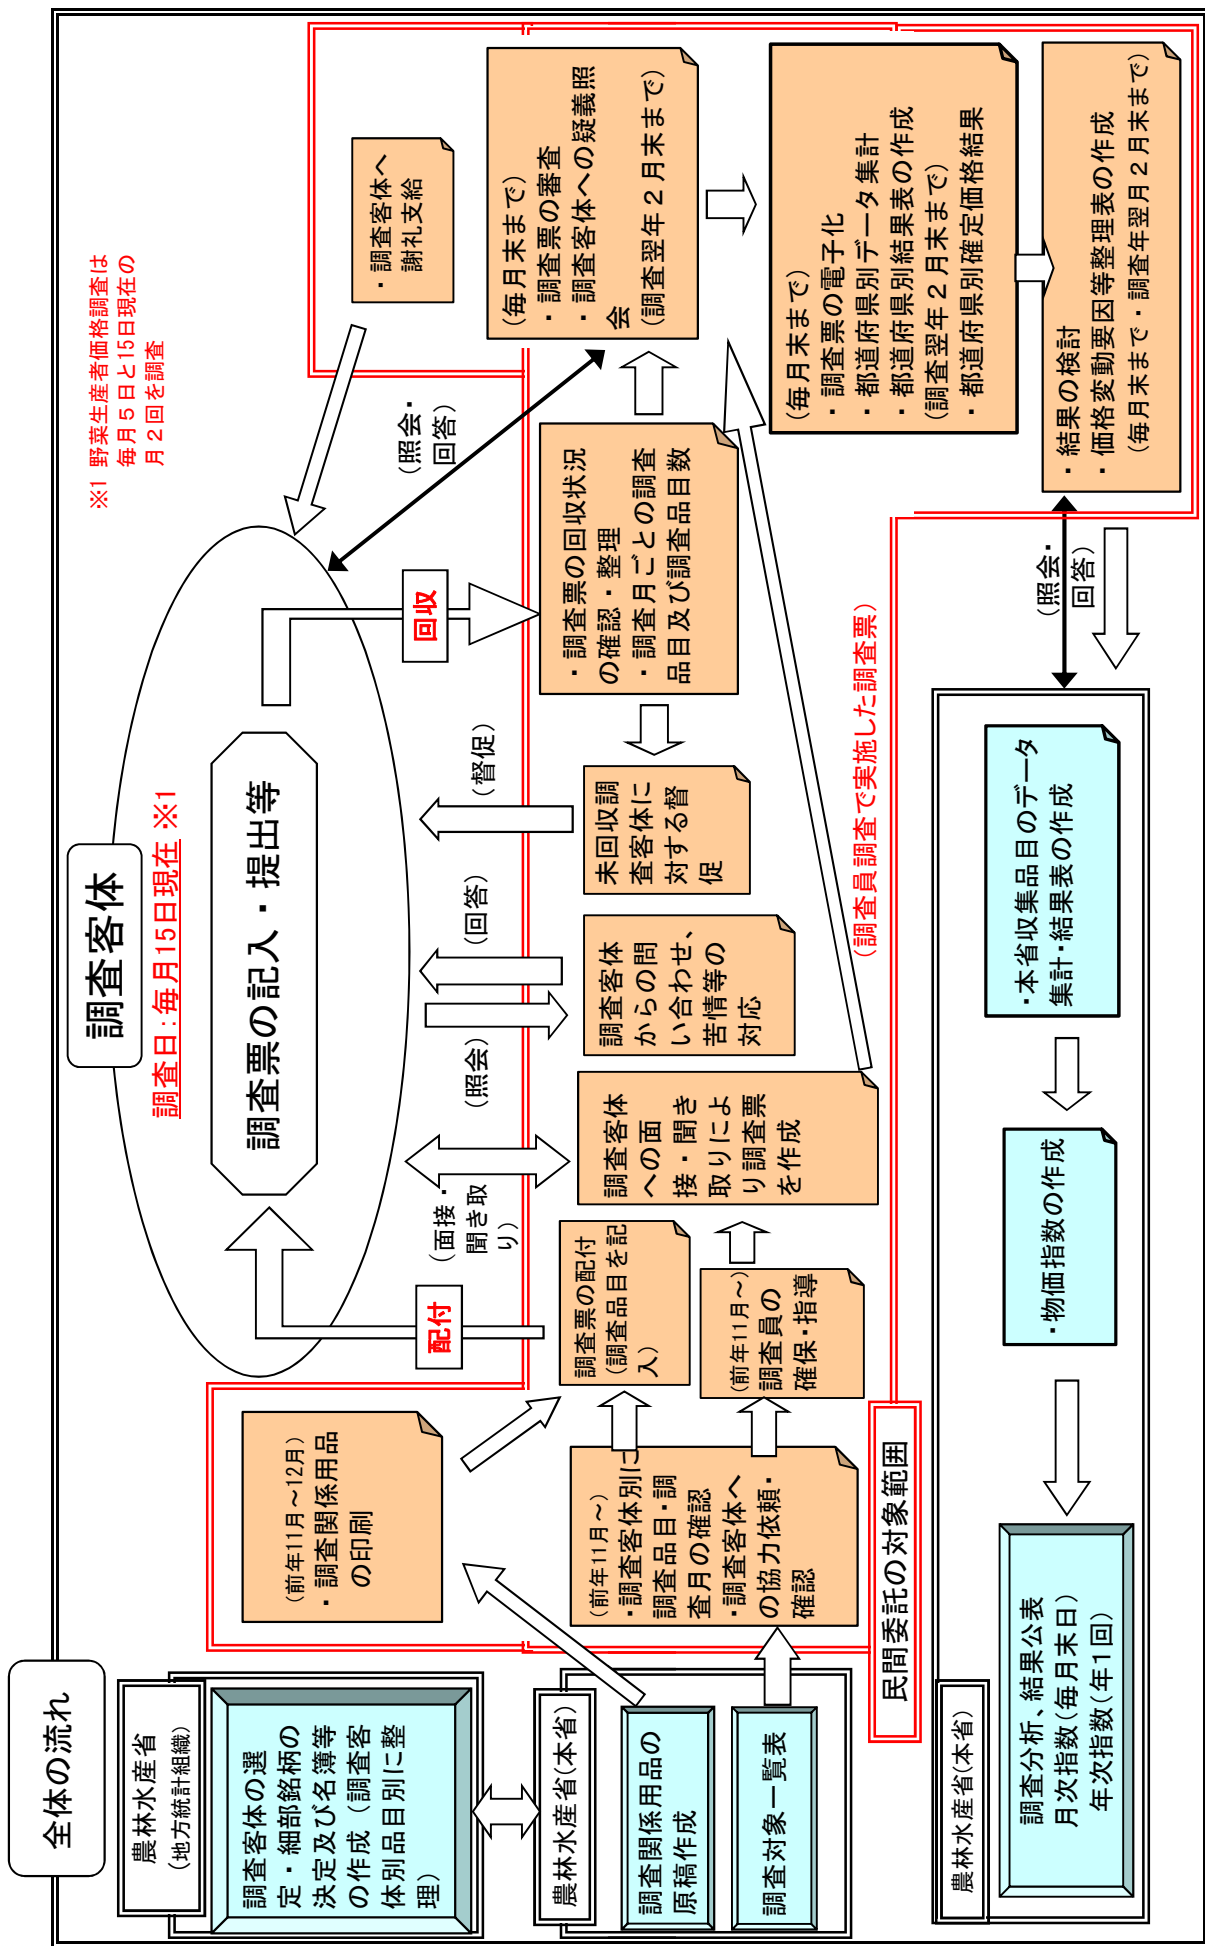 全体の流れ
農林水産省
(地方統計組織)
調査客体の選
定・細部銘柄の
決定及び名簿等
の作成（調査客
体別品目別に整
理）
農林水産省(本省)
調査関係用品の
原稿作成
調査対象一覧表
(前年11月～12月)
・調査関係用品
の印刷
(前年11月～)
・調査客体別に
調査品目・調
査月の確認
・調査客体へ
の協力依頼・
確認
民間委託の対象範囲
調査客体
調査日：毎月15日現在 ※1
調査票の記入・提出等
※1 野菜生産者価格調査は
毎月５日と15日現在の
月２回を調査
配付
回収
調査票の配付
(調査品目を記
入)
(前年11月～)
調査員の
確保・指導
(面接・
聞き取
り)
調査客体
への面
接・聞き
取りによ
り調査票
を作成
(照会)
(回答)
調査客体
からの問
い合わせ、
苦情等の
対応
(督促)
未回収調
査客体に
対する督
促
・調査票の回収状況
の確認・整理
・調査月ごとの調査
品目及び調査品目数
(調査員調査で実施した調査票)
(照会・
回答)
・調査客体へ
謝礼支給
(毎月末まで)
・調査票の審査
・調査客体への疑義照
会
(調査翌年２月末まで)
(毎月末まで)
・調査票の電子化
・都道府県別データ集計
・都道府県別結果表の作成
(調査翌年２月末まで)
・都道府県別確定価格結果
・結果の検討
・価格変動要因等整理表の作成
(毎月末まで・調査年翌月２月末まで)
(照会・
回答)
農林水産省(本省)
・本省収集品目のデータ
集計・結果表の作成
・物価指数の作成
調査分析、結果公表
月次指数(毎月末日)
年次指数(年１回)